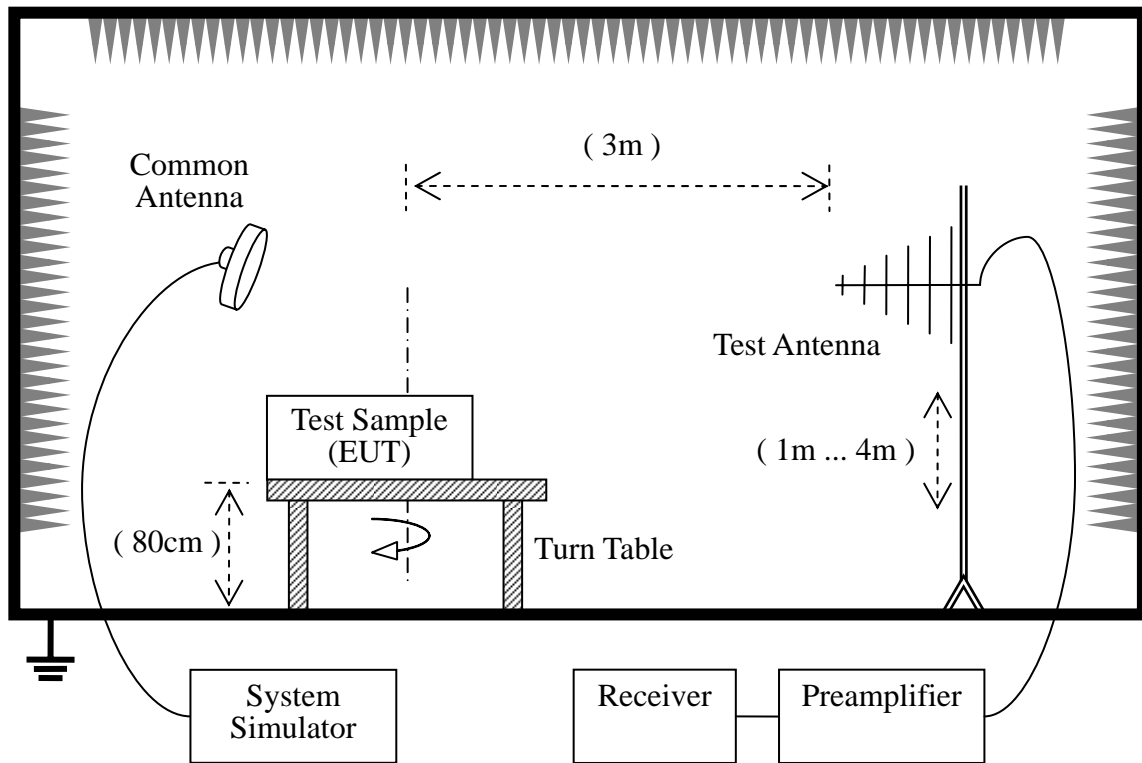 ( 3m )
Common
Antenna
Test Antenna
Test Sample
(EUT)
( 1m ... 4m )
( 80cm )
Turn Table
System
Simulator
Receiver
Preamplifier